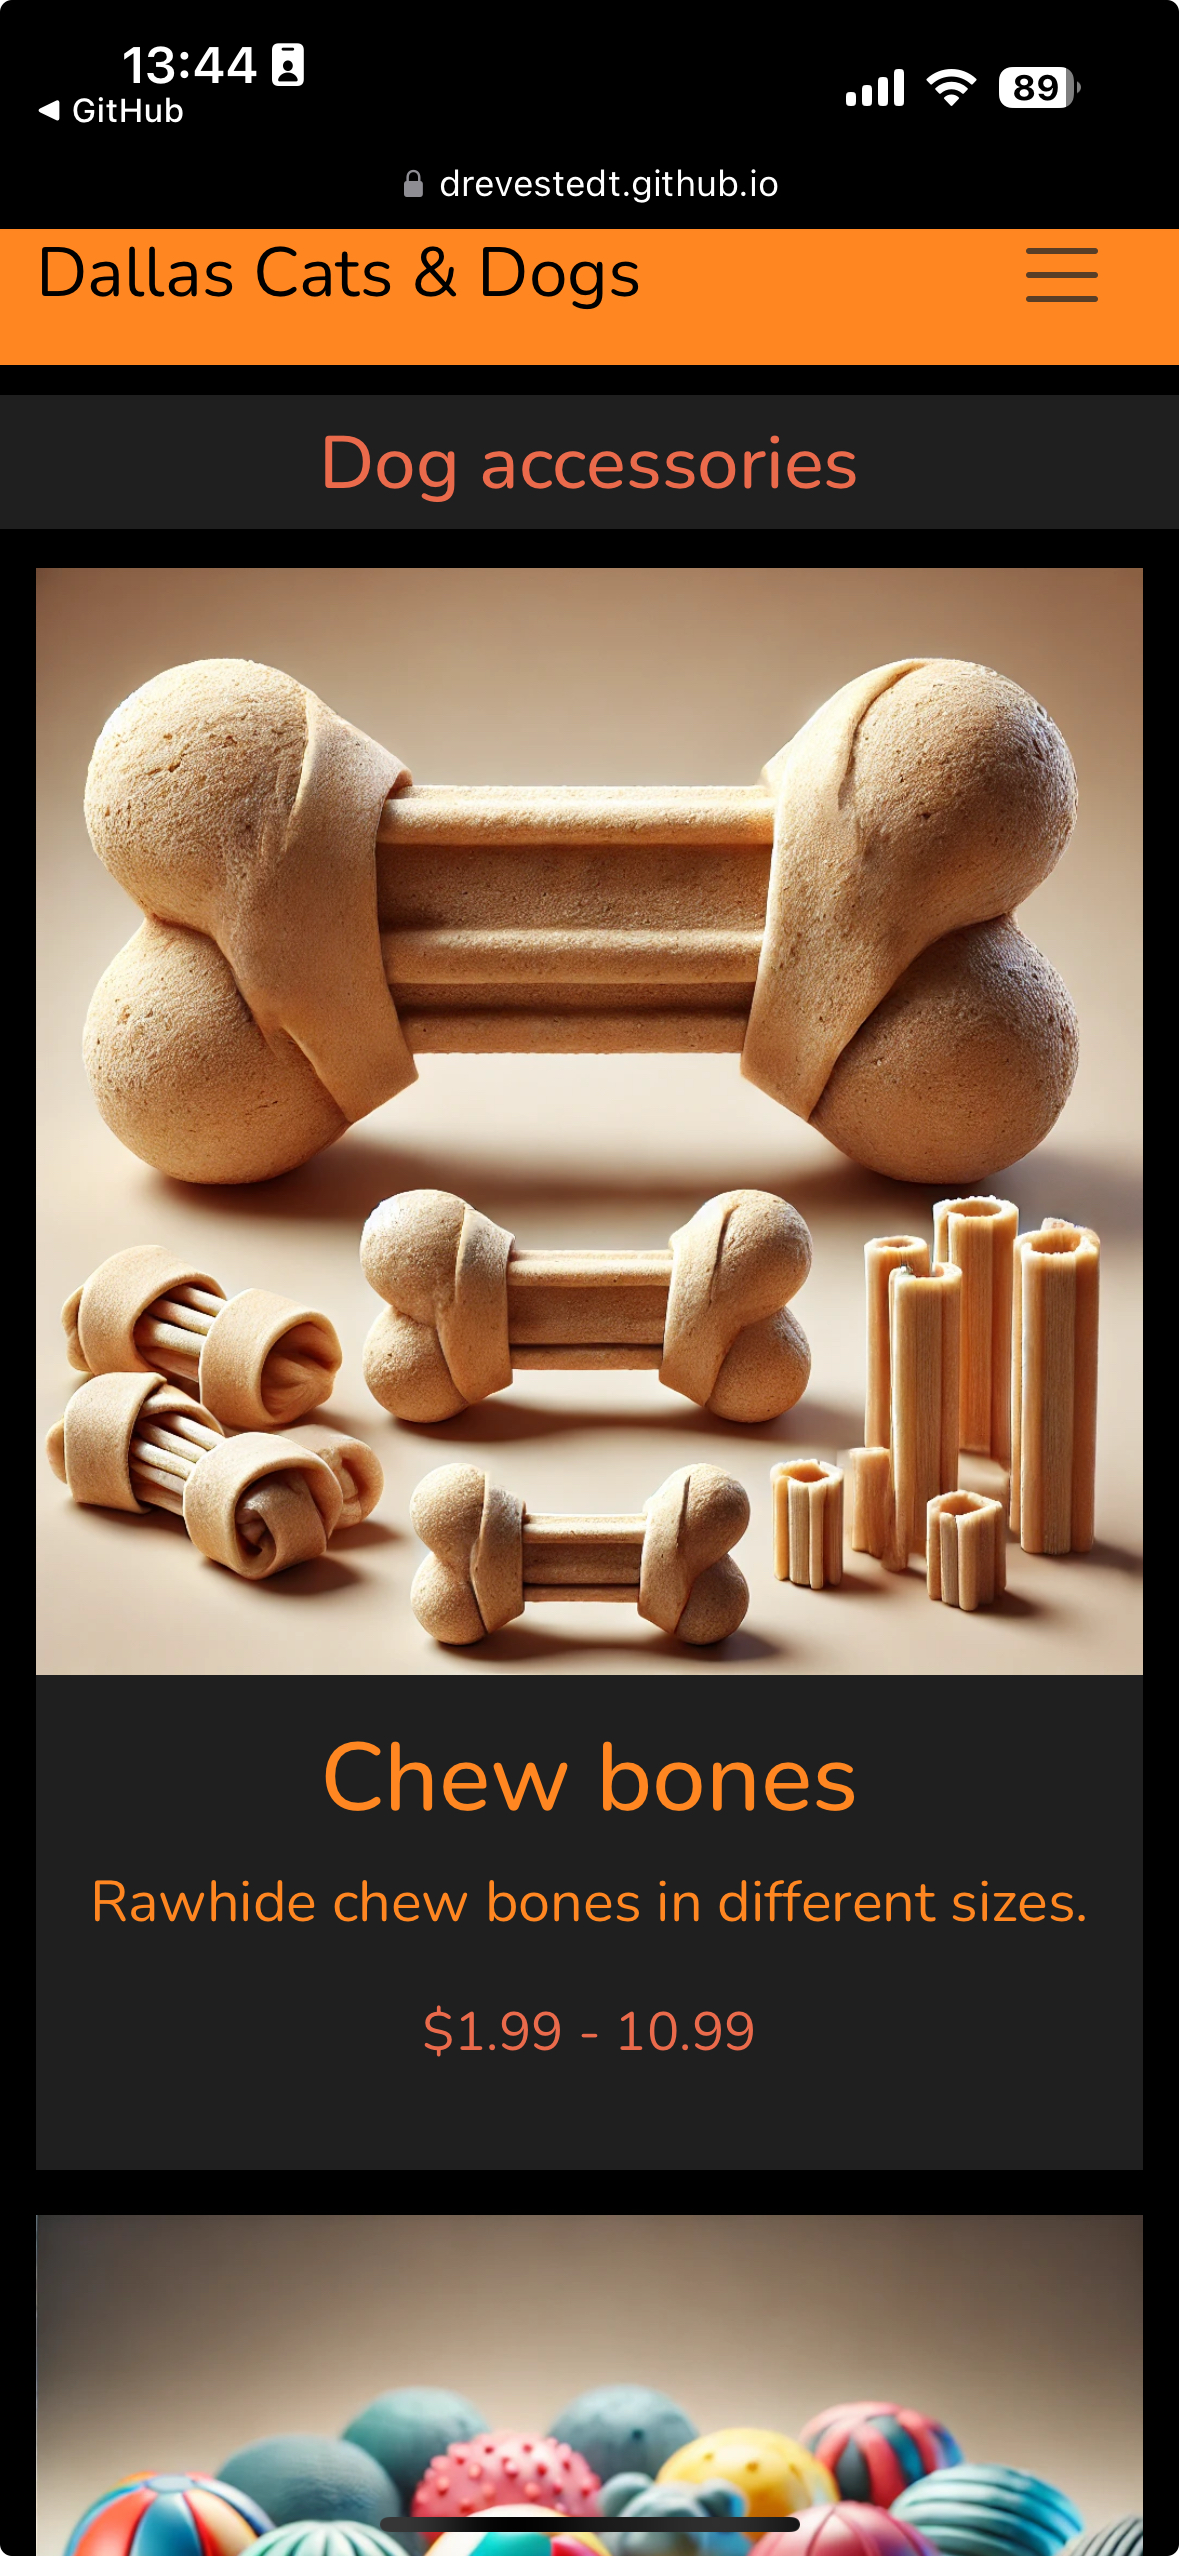 13:44
GitHub
89
drevestedt.github.io
Dallas Cats & Dogs
Dog accessories
Chew bones
Rawhide chew bones in different sizes.
$1.99 - 10.99